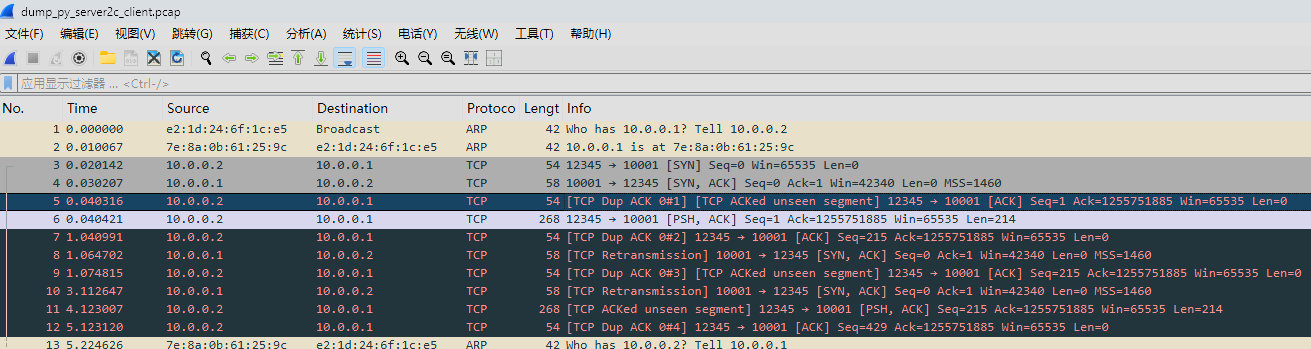 dump_py_server2c_client.pcap
文件(F) 编辑(E) 视图(V) 跳转(G) 捕获(C) 分析(A) 统计(S) 电话(Y) 无线(W) 工具(T) 帮助(H)
应用显示过滤器 … <Ctrl-/>
No. Time Source Destination Protoco Lengt Info
1 0.000000 e2:1d:24:6f:1c:e5 Broadcast ARP 42 Who has 10.0.0.1? Tell 10.0.0.2
2 0.010067 7e:8a:0b:61:25:9c e2:1d:24:6f:1c:e5 ARP 42 10.0.0.1 is at 7e:8a:0b:61:25:9c
3 0.020142 10.0.0.2 10.0.0.1 TCP 54 12345 → 10001 [SYN] Seq=0 Win=65535 Len=0
4 0.030207 10.0.0.1 10.0.0.2 TCP 58 10001 → 12345 [SYN, ACK] Seq=0 Ack=1 Win=42340 Len=0 MSS=1460
5 0.040316 10.0.0.2 10.0.0.1 TCP 54 [TCP Dup ACK 0#1] [TCP ACKed unseen segment] 12345 → 10001 [ACK] Seq=1 Ack=1255751885 Win=65535 Len=0
6 0.040421 10.0.0.2 10.0.0.1 TCP 268 12345 → 10001 [PSH, ACK] Seq=1 Ack=1255751885 Win=65535 Len=214
7 1.040991 10.0.0.2 10.0.0.1 TCP 54 [TCP Dup ACK 0#2] 12345 → 10001 [ACK] Seq=215 Ack=1255751885 Win=65535 Len=0
8 1.064702 10.0.0.1 10.0.0.2 TCP 58 [TCP Retransmission] 10001 → 12345 [SYN, ACK] Seq=0 Ack=1 Win=42340 Len=0 MSS=1460
9 1.074815 10.0.0.2 10.0.0.1 TCP 54 [TCP Dup ACK 0#3] [TCP ACKed unseen segment] 12345 → 10001 [ACK] Seq=215 Ack=1255751885 Win=65535 Len=0
10 3.112647 10.0.0.1 10.0.0.2 TCP 58 [TCP Retransmission] 10001 → 12345 [SYN, ACK] Seq=0 Ack=1 Win=42340 Len=0 MSS=1460
11 4.123007 10.0.0.2 10.0.0.1 TCP 268 [TCP ACKed unseen segment] 12345 → 10001 [PSH, ACK] Seq=215 Ack=1255751885 Win=65535 Len=214
12 5.123120 10.0.0.2 10.0.0.1 TCP 54 [TCP Dup ACK 0#4] 12345 → 10001 [ACK] Seq=429 Ack=1255751885 Win=65535 Len=0
13 5.224626 7e:8a:0b:61:25:9c e2:1d:24:6f:1c:e5 ARP 42 Who has 10.0.0.2? Tell 10.0.0.1